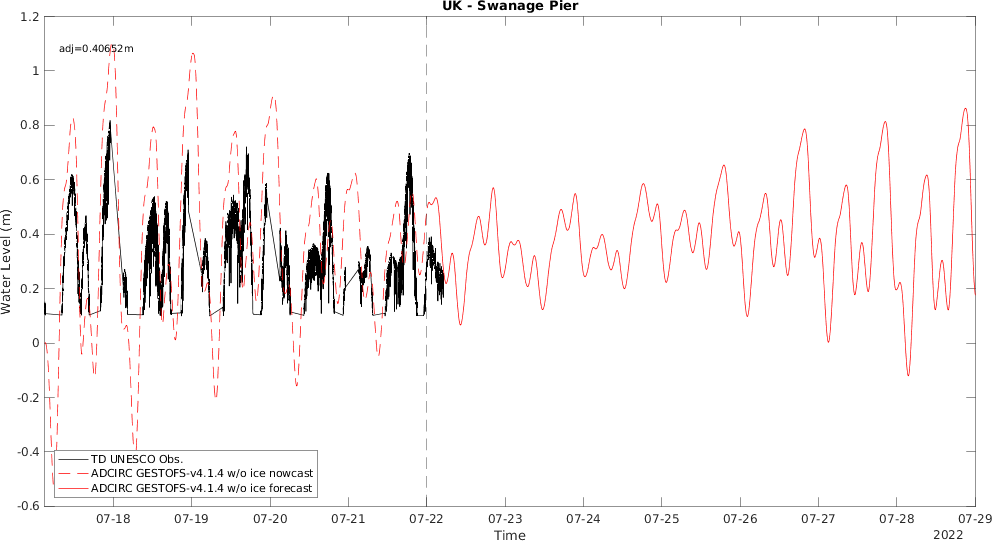 UK - Swanage Pier
1.2
1
0.8
0.6
0.4
0.2
0
-0.2
-0.4
-0.6
Water Level (m)
adj=0.40652m
TD UNESCO Obs.
ADCIRC GESTOFS-v4.1.4 w/o ice nowcast
ADCIRC GESTOFS-v4.1.4 w/o ice forecast
07-18 07-19 07-20 07-21 07-22 07-23 07-24 07-25 07-26 07-27 07-28 07-29
Time
2022